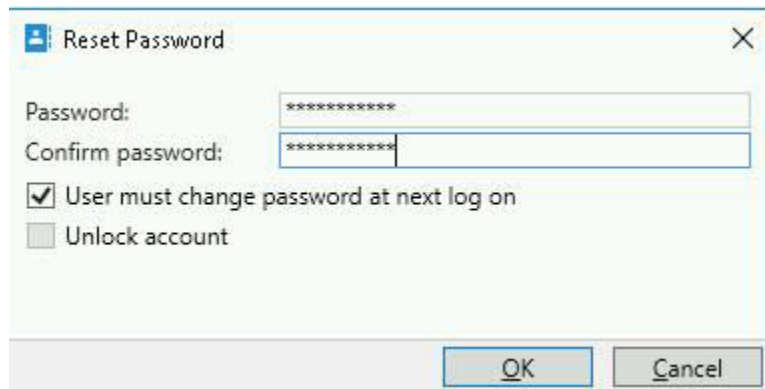 Reset Password
Password: ***********
Confirm password: ***********
User must change password at next log on
Unlock account
OK Cancel